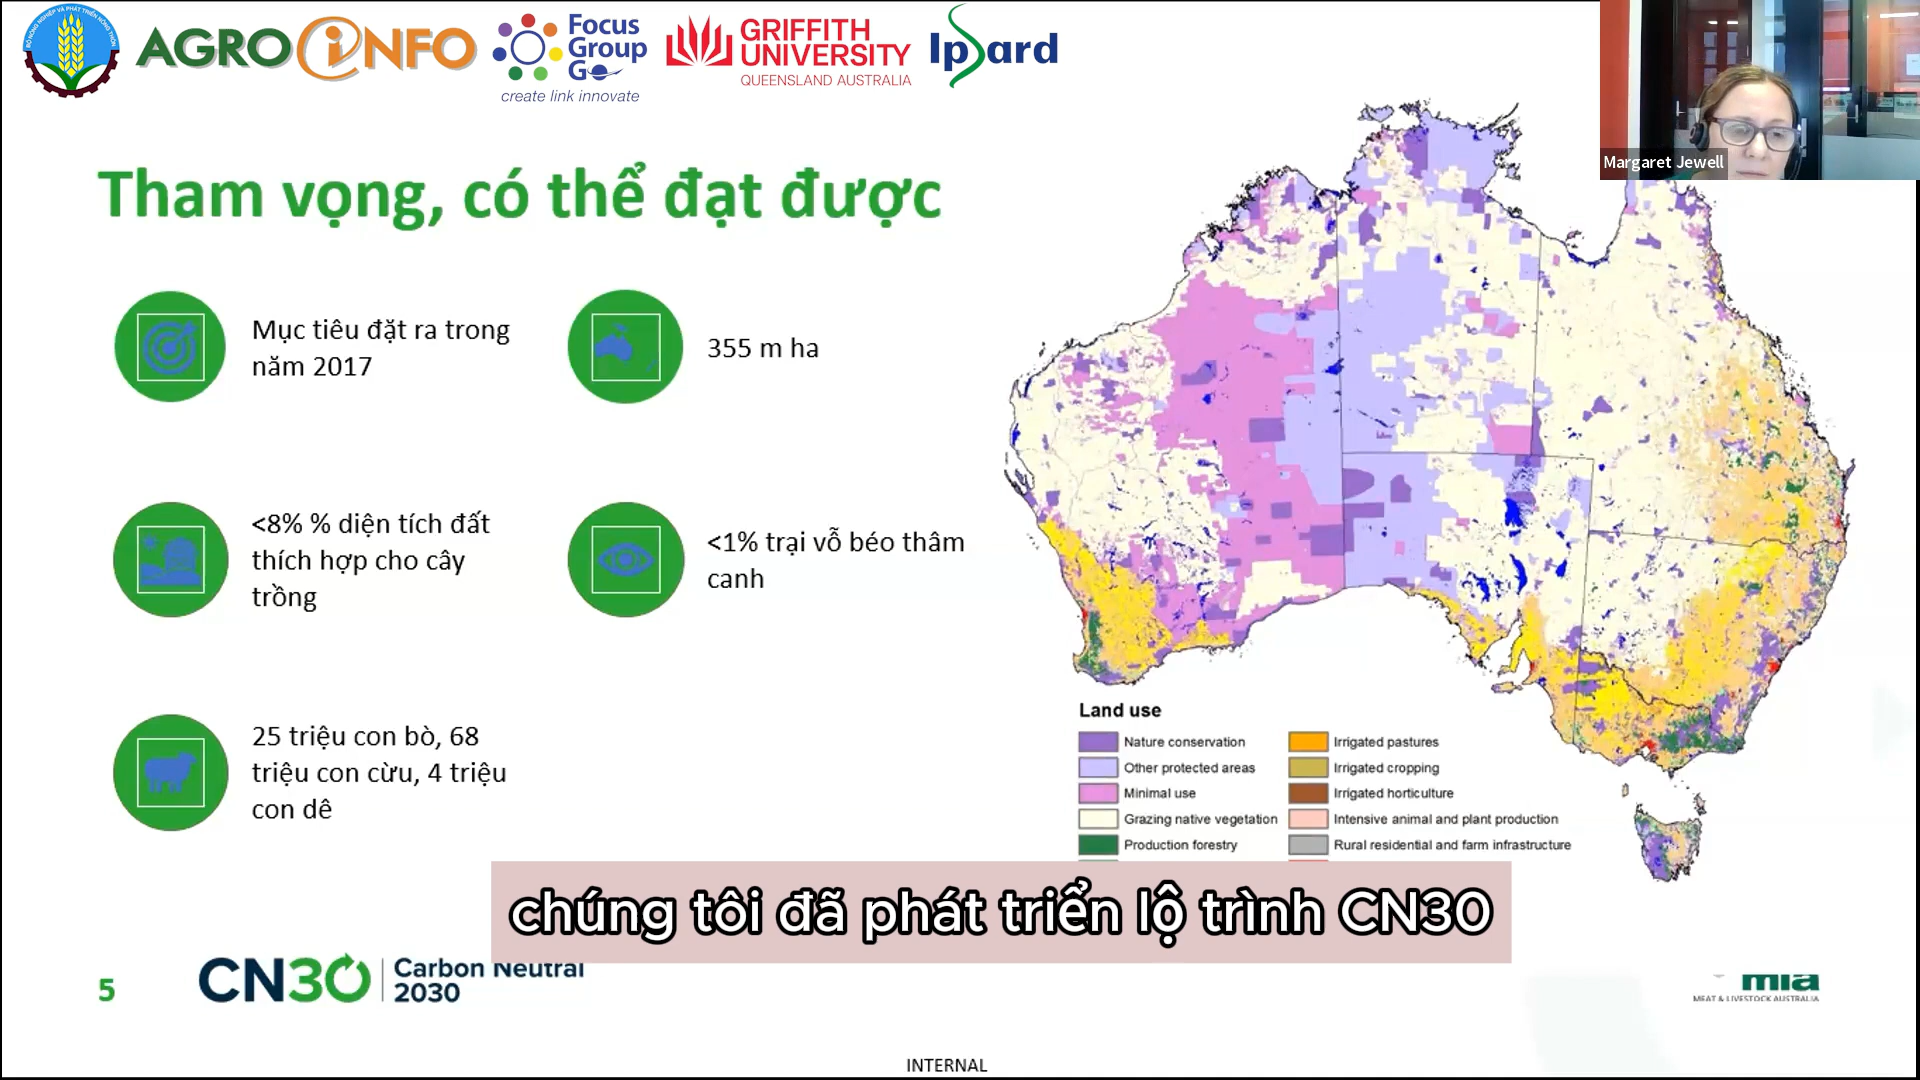 AGROINFO
Focus
Group
Go
create link innovate
GRIFFITH
UNIVERSITY
QUEENSLAND AUSTRALIA
Ipsard
Margaret Jewell
Tham vọng, có thể đạt được
Mục tiêu đặt ra trong
năm 2017
355 m ha
<8% % diện tích đất
thích hợp cho cây
trồng
<1% trại vỗ béo thâm
canh
25 triệu con bò, 68
triệu con cừu, 4 triệu
con dê
Land use
Nature conservation
Other protected areas
Minimal use
Grazing native vegetation
Production forestry
Irrigated pastures
Irrigated cropping
Irrigated horticulture
Intensive animal and plant production
Rural residential and farm infrastructure
chúng tôi đã phát triển lộ trình CN30
5
CN30
Carbon Neutral
2030
mla
MEAT & LIVESTOCK AUSTRALIA
INTERNAL